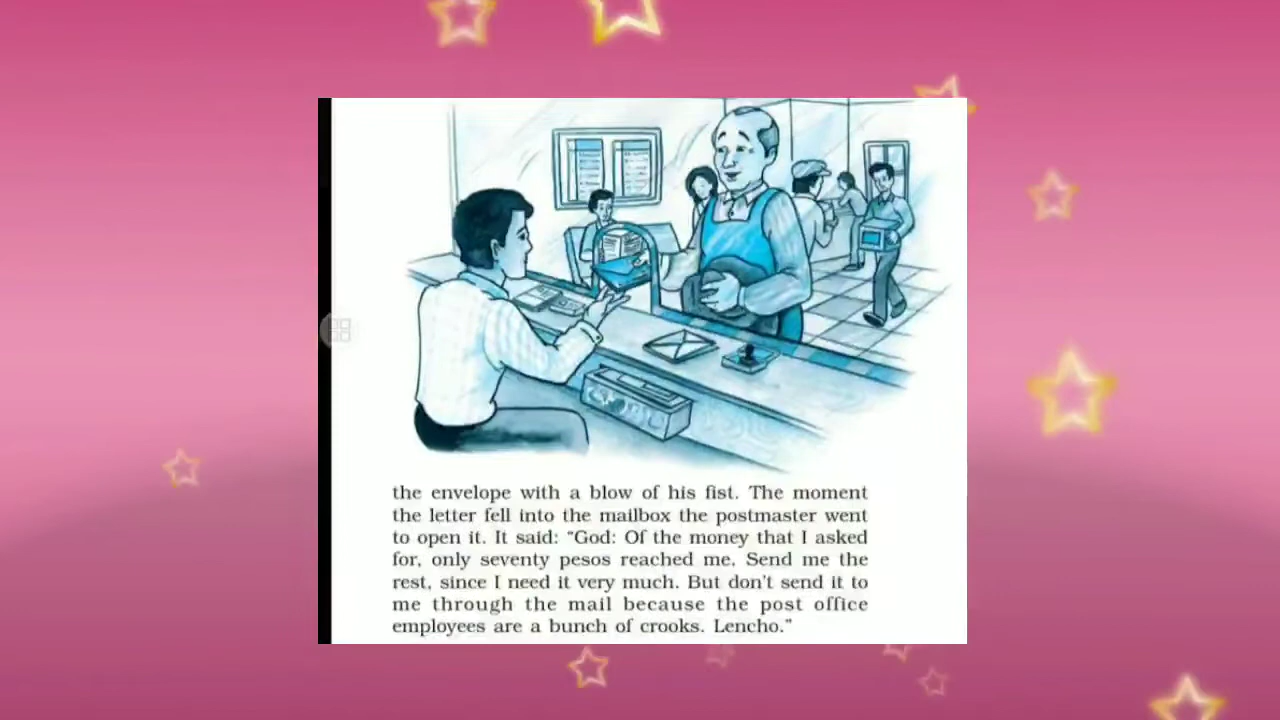 the envelope with a blow of his fist. The moment
the letter fell into the mailbox the postmaster went
to open it. It said: “God: Of the money that I asked
for, only seventy pesos reached me. Send me the
rest, since I need it very much. But don’t send it to
me through the mail because the post office
employees are a bunch of crooks. Lencho.”